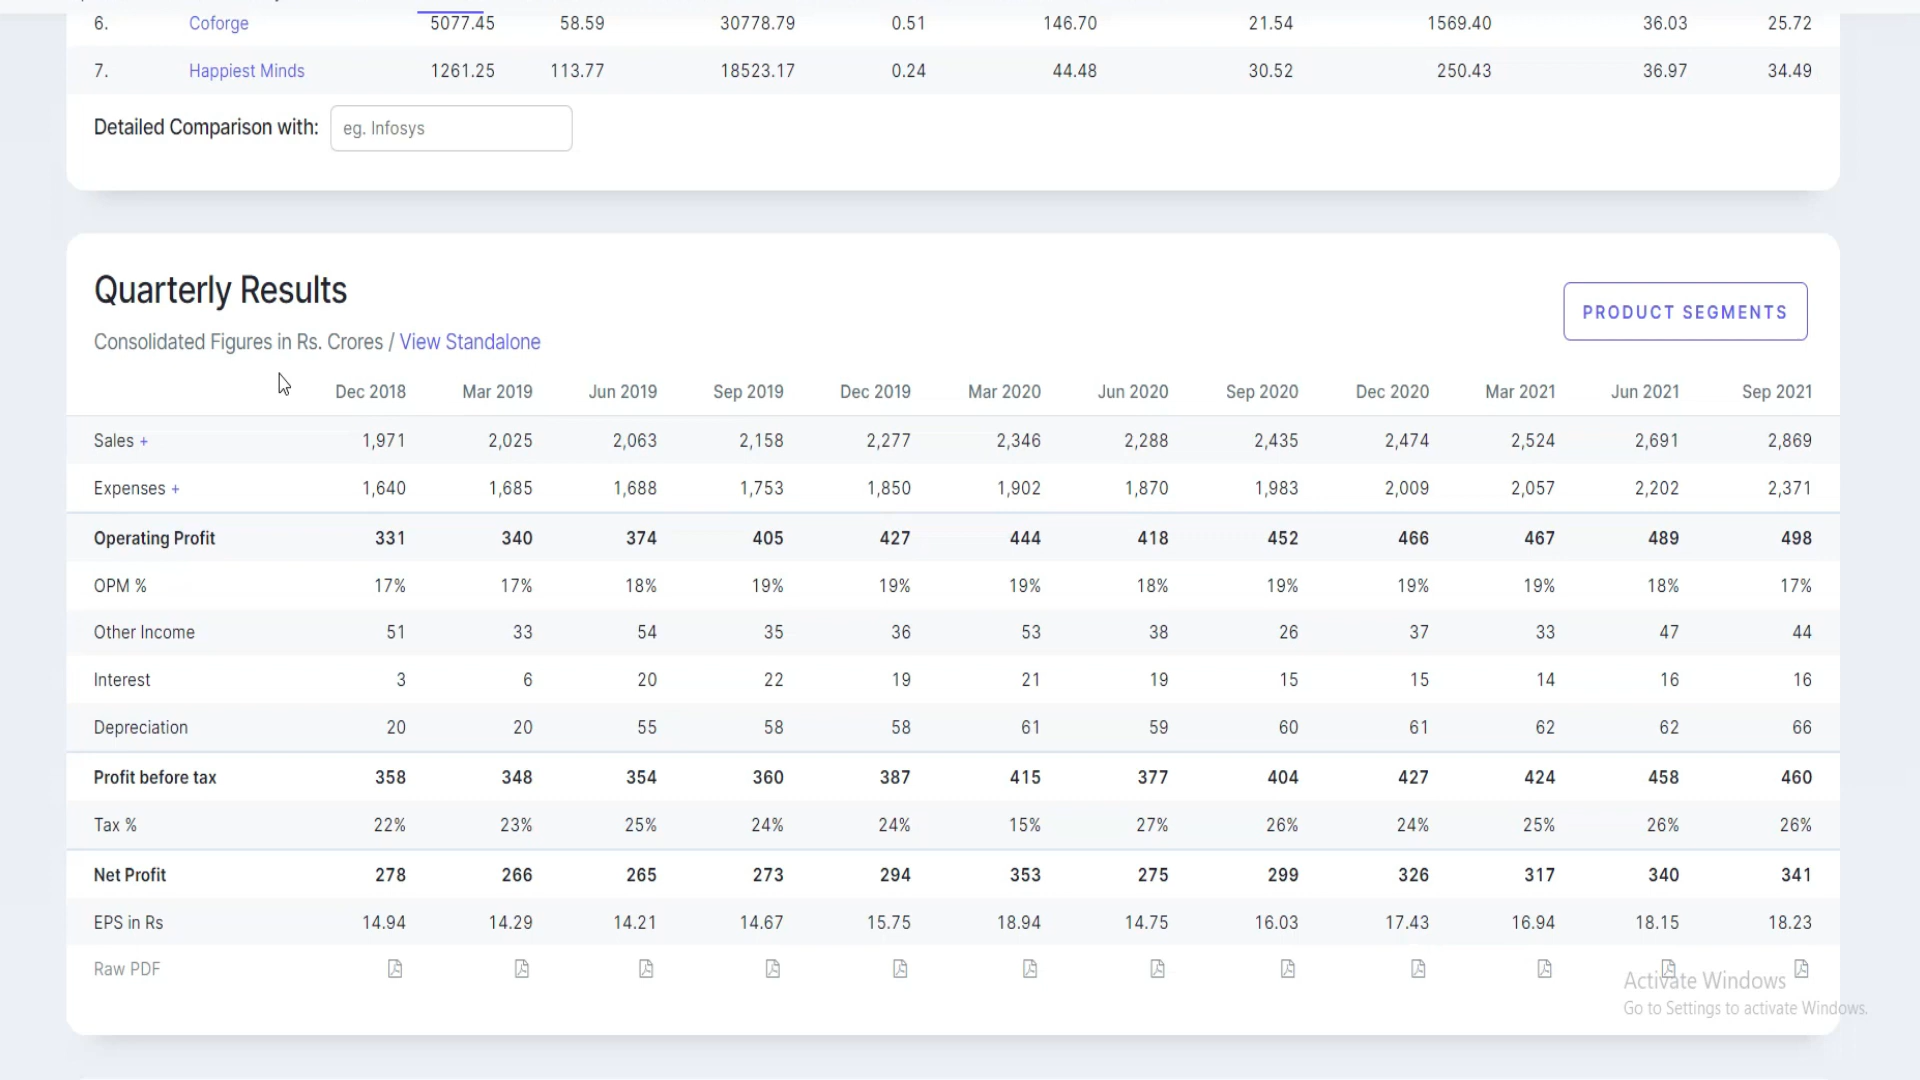 6. Coforge 5077.45 58.59 30778.79 0.51 146.70 21.54 1569.40 36.03 25.72
7. Happiest Minds 1261.25 113.77 18523.17 0.24 44.48 30.52 250.43 36.97 34.49
Detailed Comparison with: eg. Infosys
Quarterly Results
PRODUCT SEGMENTS
Consolidated Figures in Rs. Crores / View Standalone
Dec 2018 Mar 2019 Jun 2019 Sep 2019 Dec 2019 Mar 2020 Jun 2020 Sep 2020 Dec 2020 Mar 2021 Jun 2021 Sep 2021
Sales + 1,971 2,025 2,063 2,158 2,277 2,346 2,288 2,435 2,474 2,524 2,691 2,869
Expenses + 1,640 1,685 1,688 1,753 1,850 1,902 1,870 1,983 2,009 2,057 2,202 2,371
Operating Profit 331 340 374 405 427 444 418 452 466 467 489 498
OPM % 17% 17% 18% 19% 19% 19% 18% 19% 19% 19% 18% 17%
Other Income 51 33 54 35 36 53 38 26 37 33 47 44
Interest 3 6 20 22 19 21 19 15 15 14 16 16
Depreciation 20 20 55 58 58 61 59 60 61 62 62 66
Profit before tax 358 348 354 360 387 415 377 404 427 424 458 460
Tax % 22% 23% 25% 24% 24% 15% 27% 26% 24% 25% 26% 26%
Net Profit 278 266 265 273 294 353 275 299 326 317 340 341
EPS in Rs 14.94 14.29 14.21 14.67 15.75 18.94 14.75 16.03 17.43 16.94 18.15 18.23
Raw PDF
Activate Windows
Go to Settings to activate Windows.